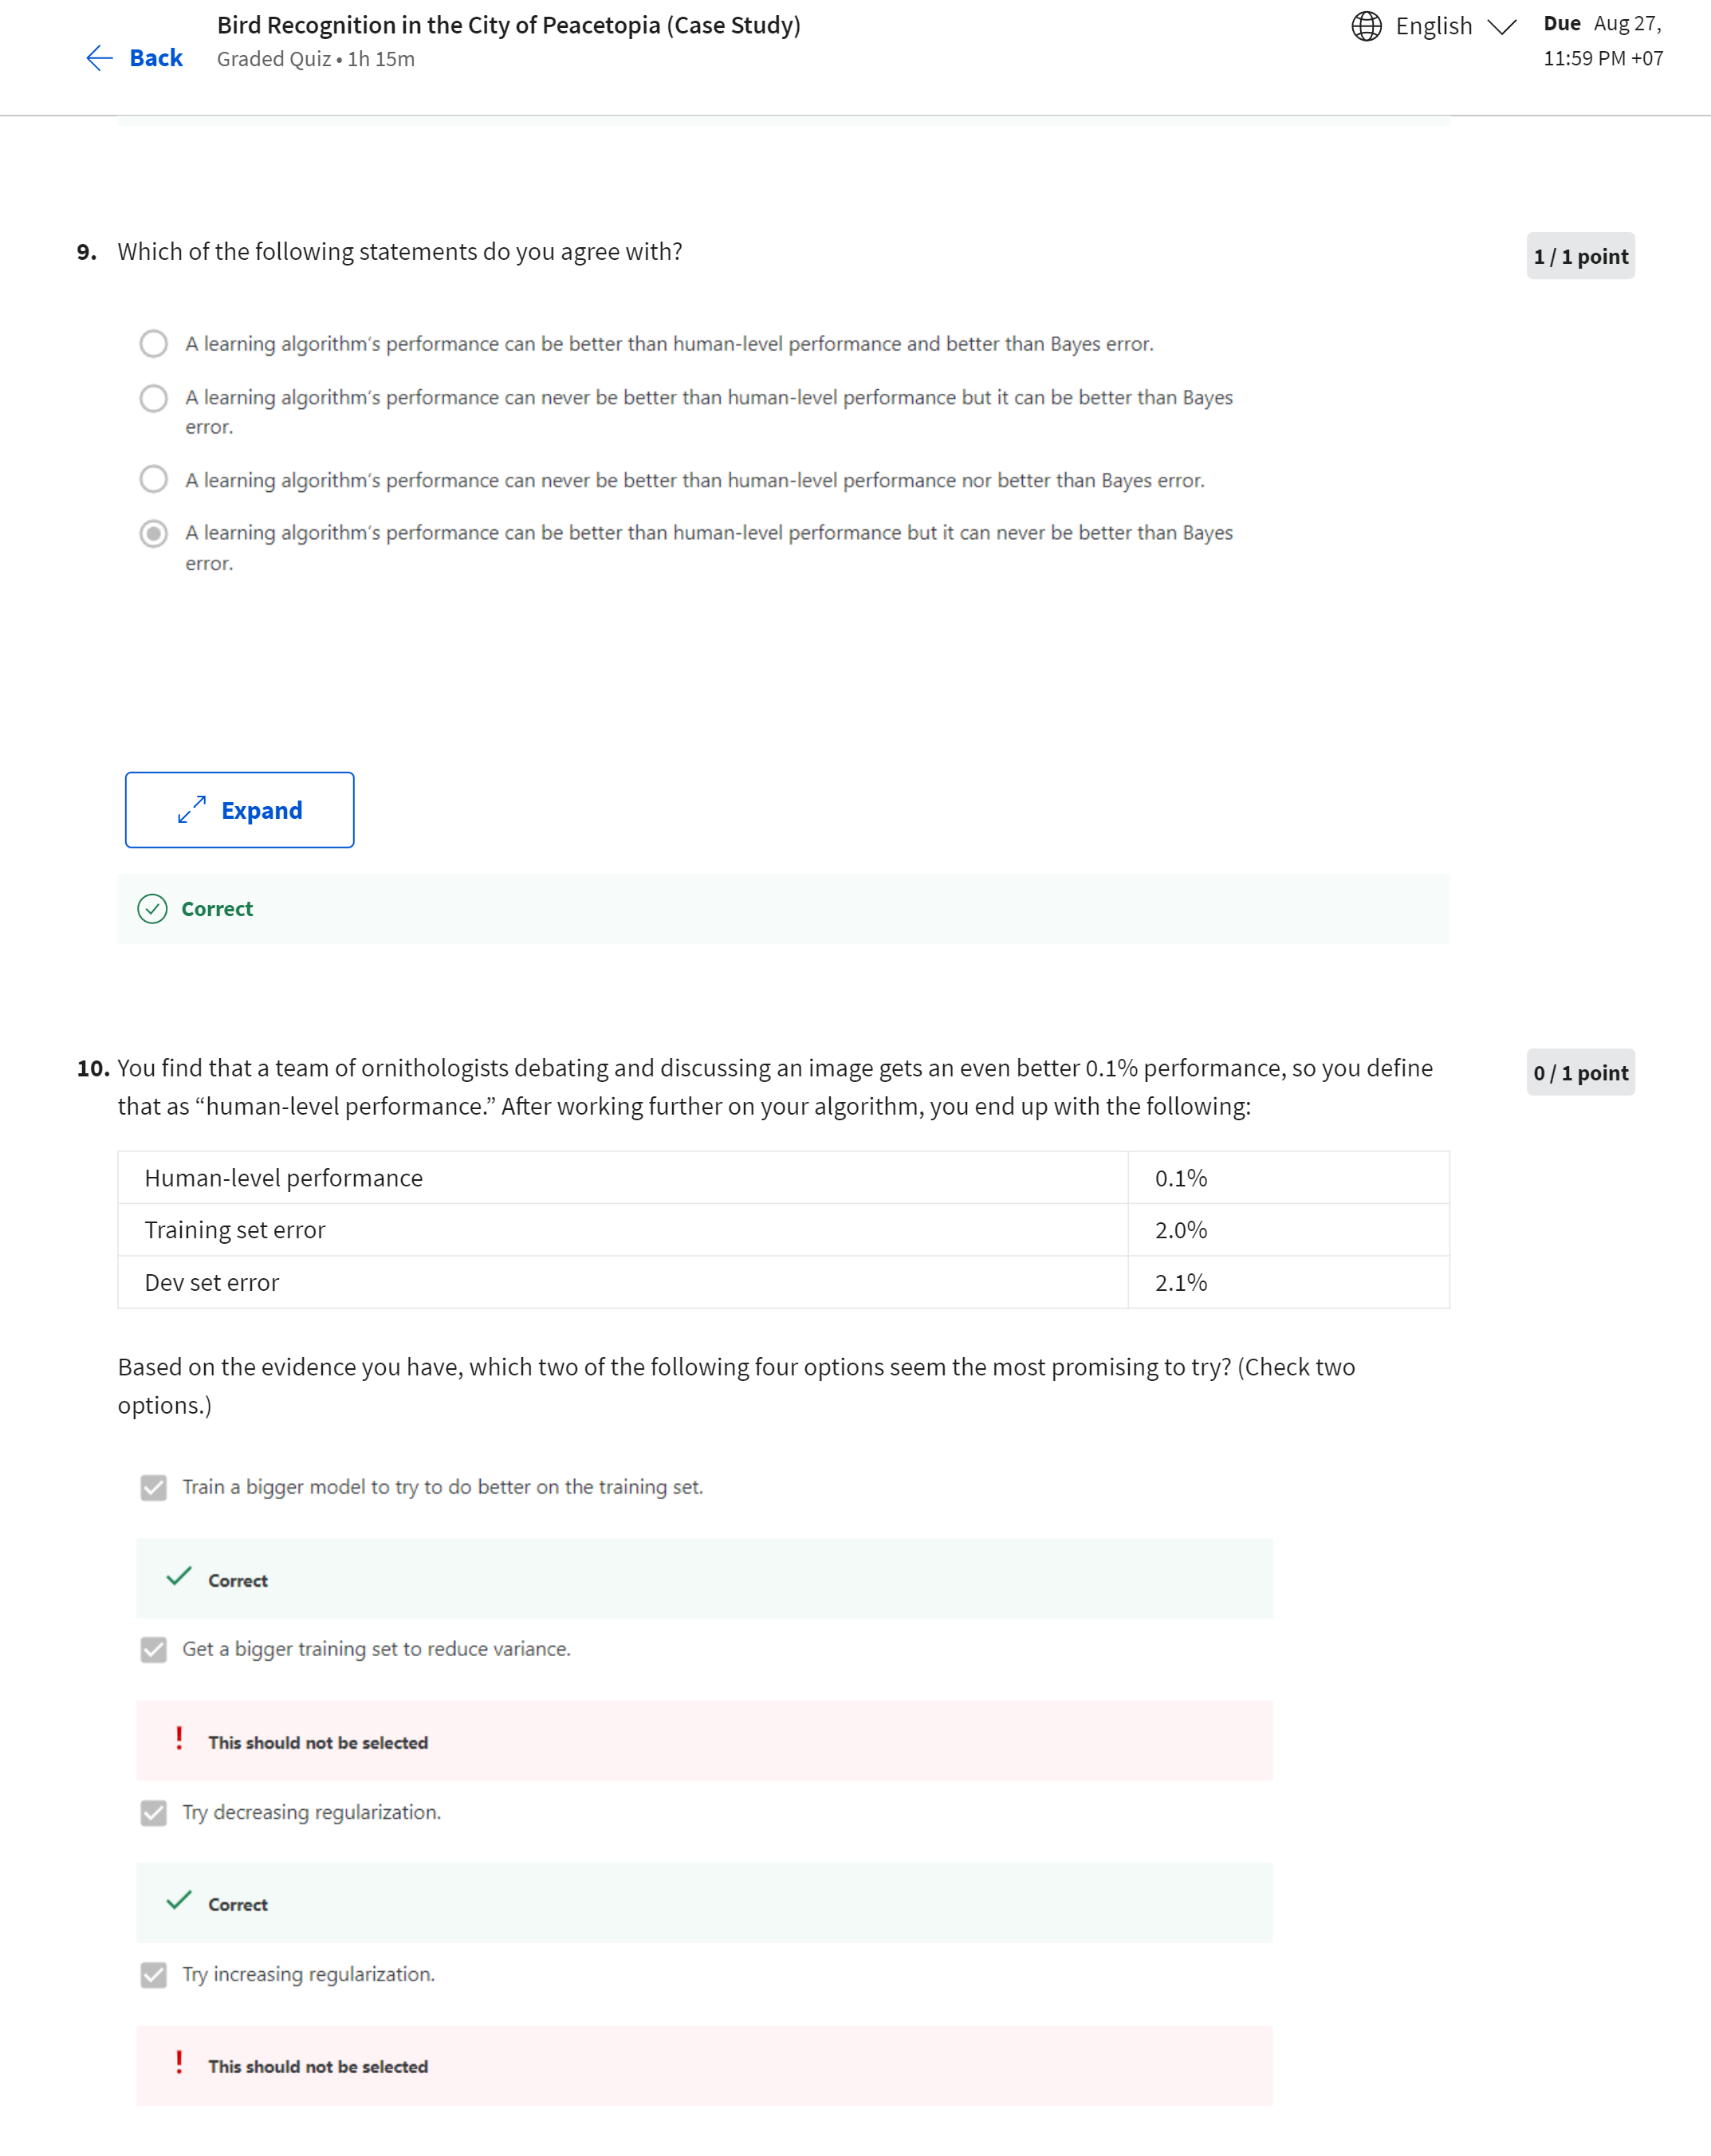 Bird Recognition in the City of Peacetopia (Case Study)
Back
Graded Quiz • 1h 15m
English
Due Aug 27,
11:59 PM +07
9. Which of the following statements do you agree with?
1 / 1 point
A learning algorithm's performance can be better than human-level performance and better than Bayes error.
A learning algorithm's performance can never be better than human-level performance but it can be better than Bayes
error.
A learning algorithm's performance can never be better than human-level performance nor better than Bayes error.
A learning algorithm's performance can be better than human-level performance but it can never be better than Bayes
error.
Expand
Correct
10. You find that a team of ornithologists debating and discussing an image gets an even better 0.1% performance, so you define
that as “human-level performance.” After working further on your algorithm, you end up with the following:
0 / 1 point
Human-level performance 0.1%
Training set error 2.0%
Dev set error 2.1%
Based on the evidence you have, which two of the following four options seem the most promising to try? (Check two
options.)
Train a bigger model to try to do better on the training set.
Correct
Get a bigger training set to reduce variance.
This should not be selected
Try decreasing regularization.
Correct
Try increasing regularization.
This should not be selected